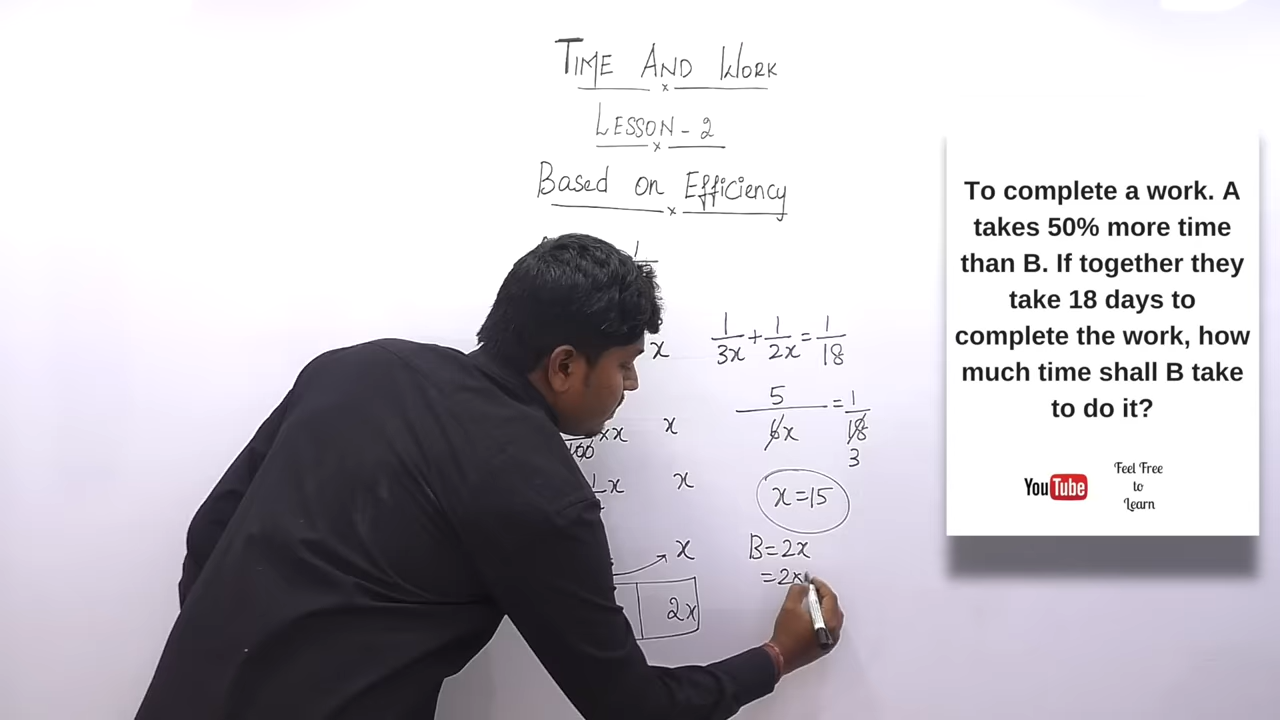 TIME AND WORK
LESSON - 2
Based on Efficiency
1
x
x
x
x
2x
1/3x + 1/2x = 1/18
5/6x = 1/18
3
x = 15
B = 2x
= 2x
To complete a work. A
takes 50% more time
than B. If together they
take 18 days to
complete the work, how
much time shall B take
to do it?
YouTube
Feel Free
to
Learn